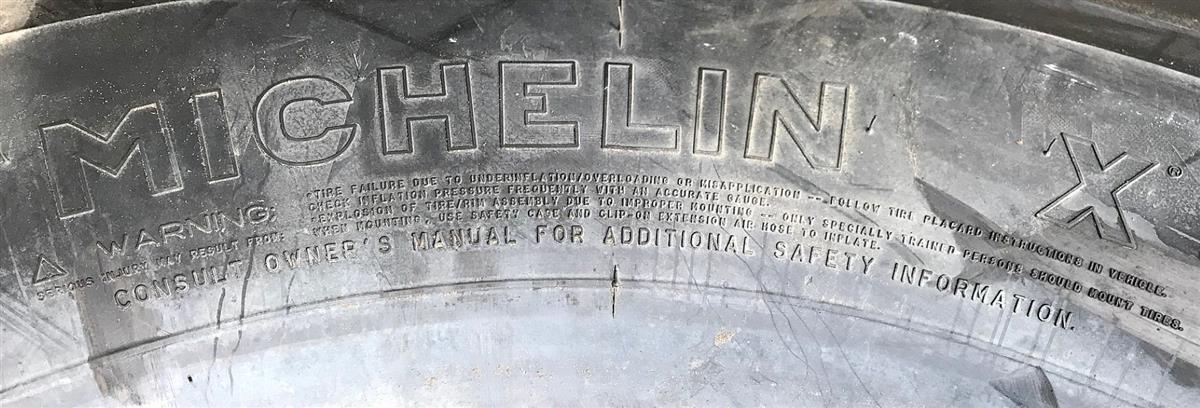 MICHELIN X®
WARNING:
SERIOUS INJURY MAY RESULT FROM:
•TIRE FAILURE DUE TO UNDERINFLATION/OVERLOADING OR MISAPPLICATION -- FOLLOW TIRE PLACARD INSTRUCTIONS IN VEHICLE.
CHECK INFLATION PRESSURE FREQUENTLY WITH AN ACCURATE GAUGE.
•EXPLOSION OF TIRE/RIM ASSEMBLY DUE TO IMPROPER MOUNTING -- ONLY SPECIALLY TRAINED PERSONS SHOULD MOUNT TIRES.
WHEN MOUNTING, USE SAFETY CAGE AND CLIP-ON EXTENSION AIR HOSE TO INFLATE.
CONSULT OWNER'S MANUAL FOR ADDITIONAL SAFETY INFORMATION.